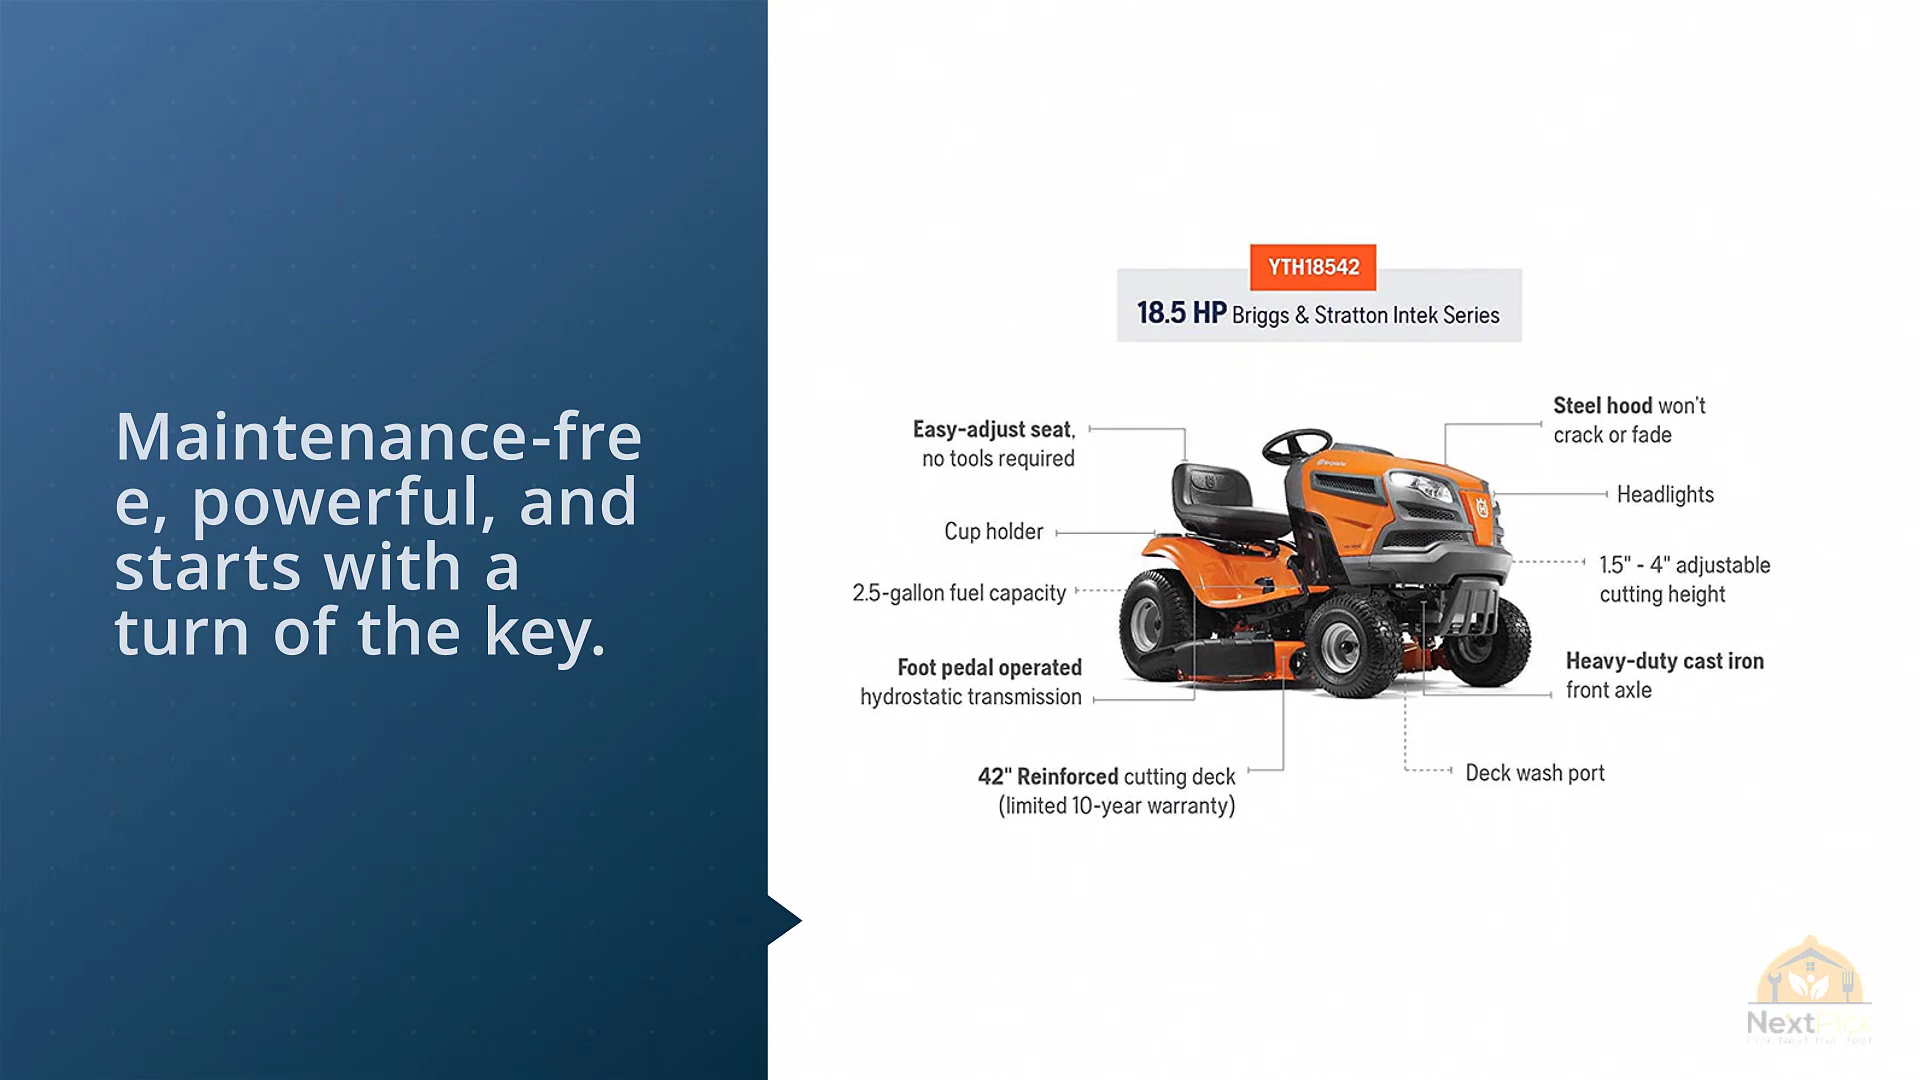 Maintenance-fre
e, powerful, and
starts with a
turn of the key.
YTH18542
18.5 HP Briggs & Stratton Intek Series
Easy-adjust seat,
no tools required
Cup holder
2.5-gallon fuel capacity
Foot pedal operated
hydrostatic transmission
42" Reinforced cutting deck
(limited 10-year warranty)
Steel hood won't
crack or fade
Headlights
1.5" - 4" adjustable
cutting height
Heavy-duty cast iron
front axle
Deck wash port
Next